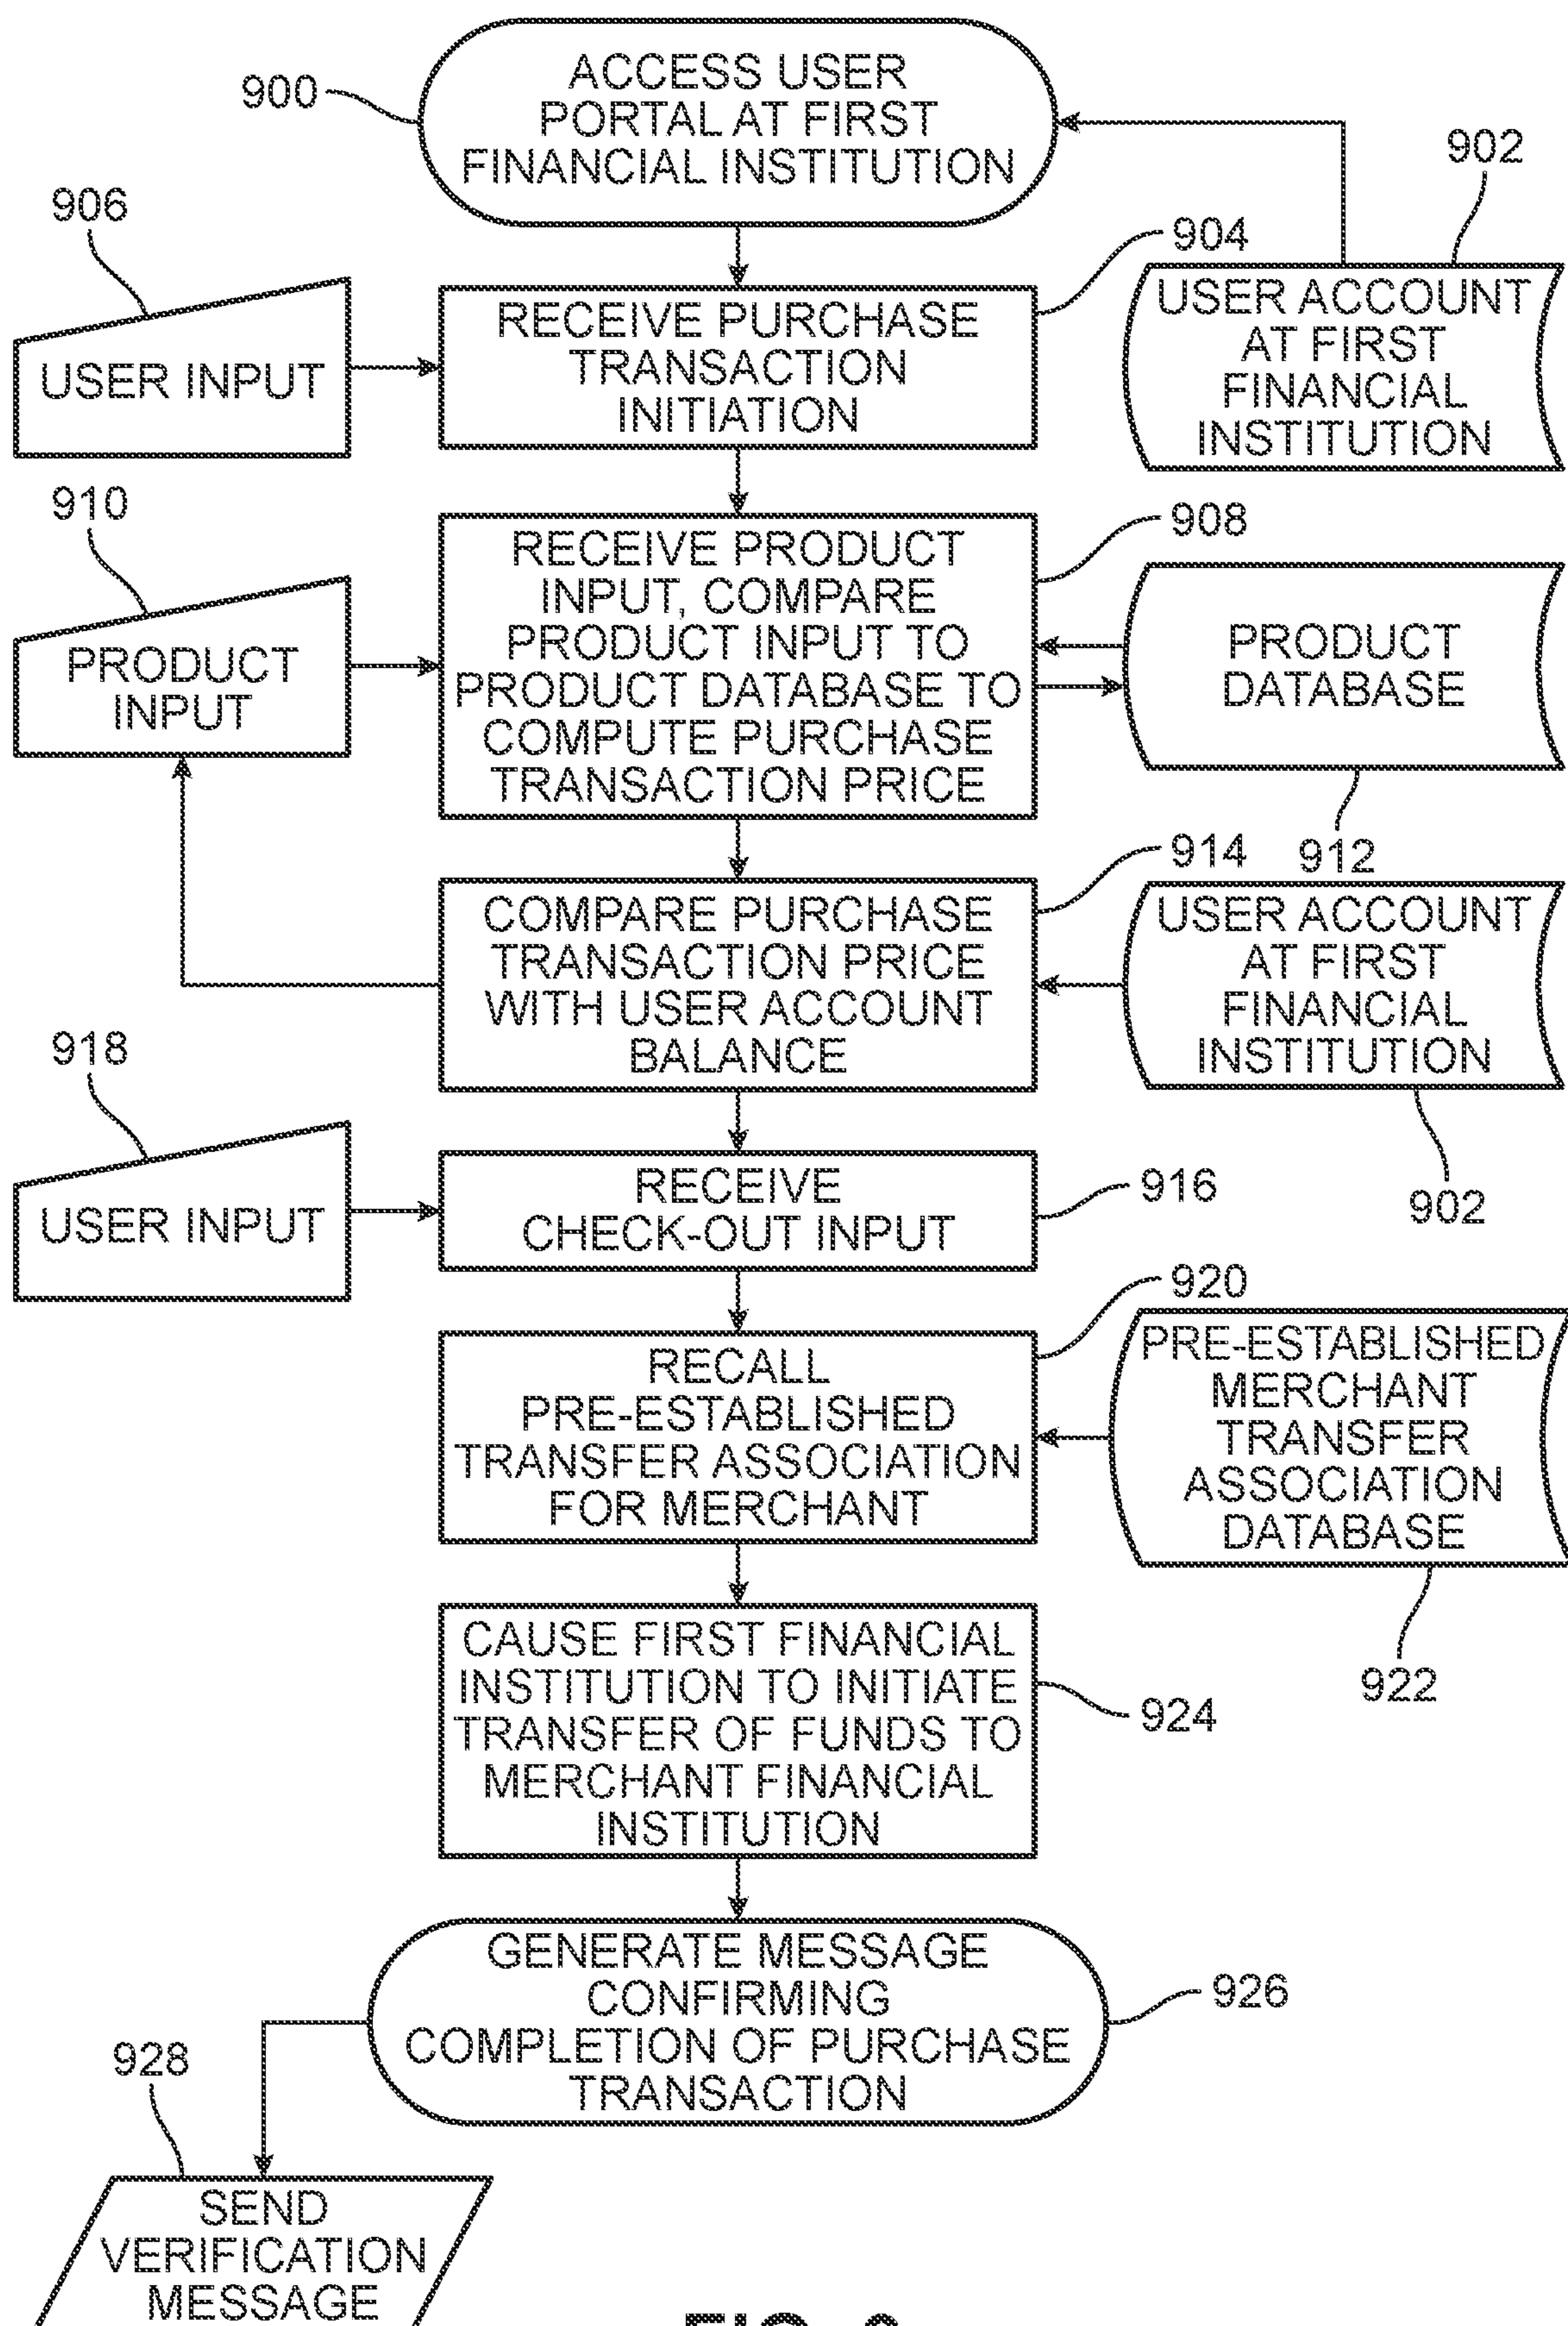 900
ACCESS USER
PORTAL AT FIRST
FINANCIAL INSTITUTION
902
906
904
USER INPUT
RECEIVE PURCHASE
TRANSACTION
INITIATION
USER ACCOUNT
AT FIRST
FINANCIAL
INSTITUTION
910
908
PRODUCT
INPUT
RECEIVE PRODUCT
INPUT, COMPARE
PRODUCT INPUT TO
PRODUCT DATABASE TO
COMPUTE PURCHASE
TRANSACTION PRICE
PRODUCT
DATABASE
912
914
COMPARE PURCHASE
TRANSACTION PRICE
WITH USER ACCOUNT
BALANCE
USER ACCOUNT
AT FIRST
FINANCIAL
INSTITUTION
902
918
USER INPUT
RECEIVE
CHECK-OUT INPUT
916
920
RECALL
PRE-ESTABLISHED
TRANSFER ASSOCIATION
FOR MERCHANT
PRE-ESTABLISHED
MERCHANT
TRANSFER
ASSOCIATION
DATABASE
922
CAUSE FIRST FINANCIAL
INSTITUTION TO INITIATE
TRANSFER OF FUNDS TO
MERCHANT FINANCIAL
INSTITUTION
924
GENERATE MESSAGE
CONFIRMING
COMPLETION OF PURCHASE
TRANSACTION
926
928
SEND
VERIFICATION
MESSAGE